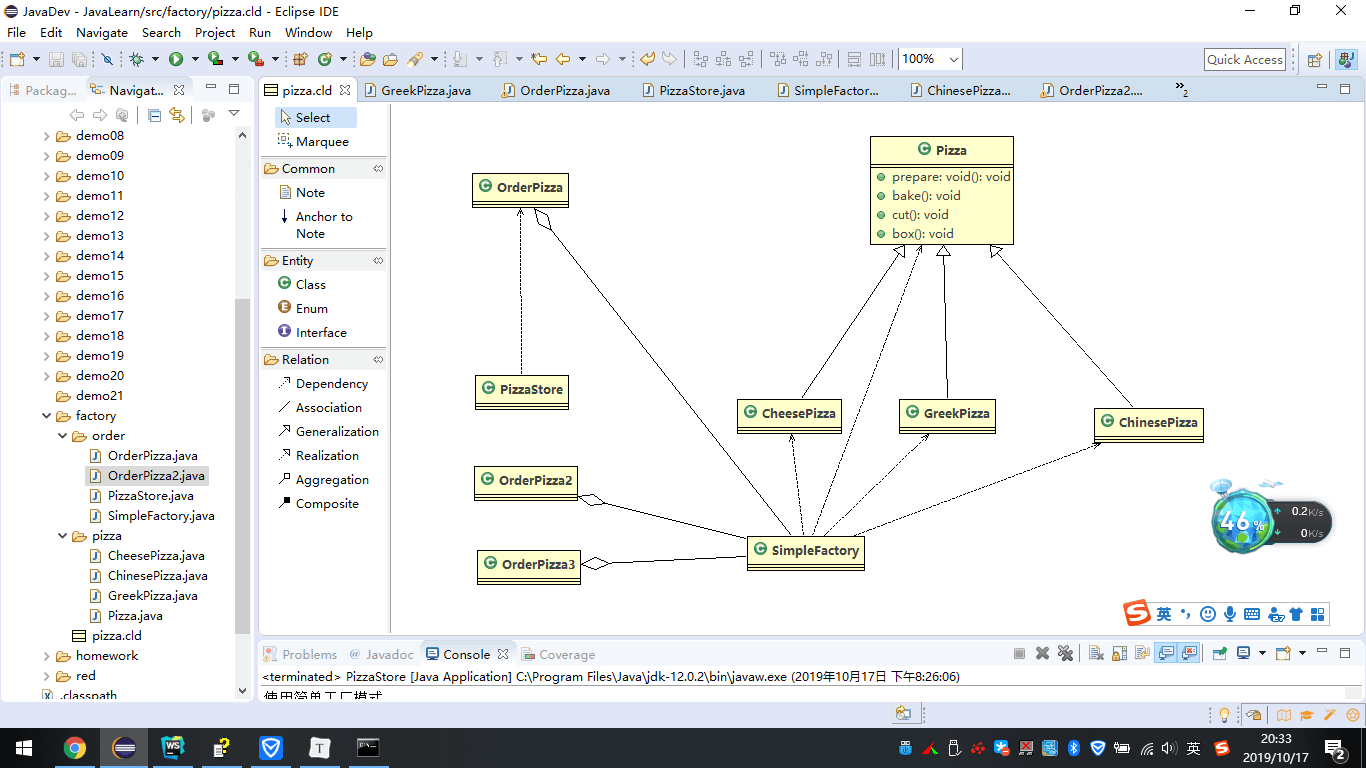 JavaDev - JavaLearn/src/factory/pizza.cld - Eclipse IDE
File Edit Navigate Search Project Run Window Help
100%
Quick Access
Packag...
Navigat...
pizza.cld
GreekPizza.java
OrderPizza.java
PizzaStore.java
SimpleFactor...
ChinesePizza...
OrderPizza2....
»2
demo08
demo09
demo10
demo11
demo12
demo13
demo14
demo15
demo16
demo17
demo18
demo19
demo20
demo21
factory
order
OrderPizza.java
OrderPizza2.java
PizzaStore.java
SimpleFactory.java
pizza
CheesePizza.java
ChinesePizza.java
GreekPizza.java
Pizza.java
pizza.cld
homework
red
.classpath
Select
Marquee
Common
Note
Anchor to
Note
Entity
Class
Enum
Interface
Relation
Dependency
Association
Generalization
Realization
Aggregation
Composite
Pizza
prepare: void(): void
bake(): void
cut(): void
box(): void
OrderPizza
PizzaStore
CheesePizza
GreekPizza
ChinesePizza
OrderPizza2
SimpleFactory
OrderPizza3
46%
0.2K/s
0K/s
英
Problems
@ Javadoc
Console
Coverage
<terminated> PizzaStore [Java Application] C:\Program Files\Java\jdk-12.0.2\bin\javaw.exe (2019年10月17日 下午8:26:06)
使用简单工厂模式
英
20:33
2019/10/17
2